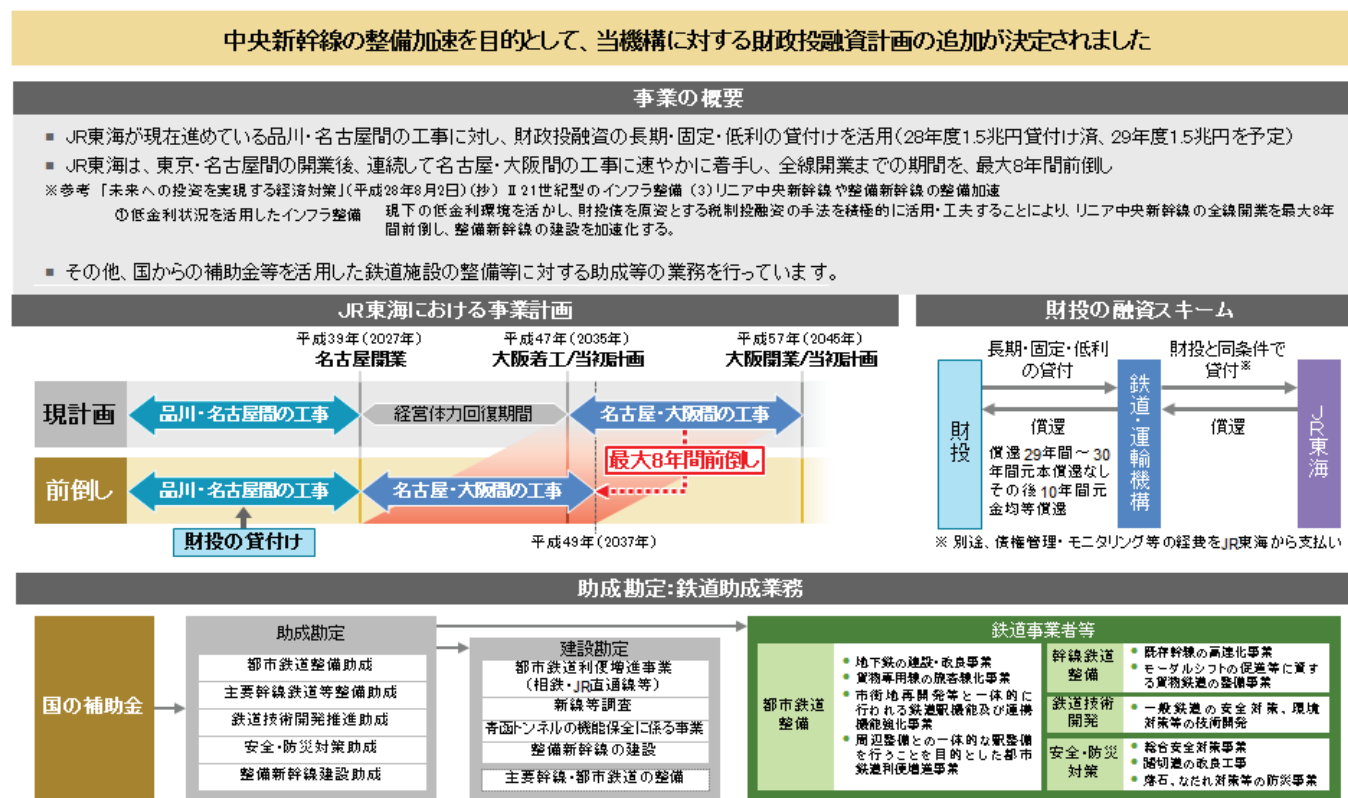 中央新幹線の整備加速を目的として、当機構に対する財政投融資計画の追加が決定されました
事業の概要
■ JR東海が現在進めている品川・名古屋間の工事に対し、財政投融資の長期・固定・低利の貸付けを活用（28年度1.5兆円貸付け済、29年度1.5兆円を予定）
■ JR東海は、東京・名古屋間の開業後、連続して名古屋・大阪間の工事に速やかに着手し、全線開業までの期間を、最大8年間前倒し
※参考 「未来への投資を実現する経済対策」（平成28年8月2日）（抄） Ⅱ21世紀型のインフラ整備 （3）リニア中央新幹線や整備新幹線の整備加速
①低金利状況を活用したインフラ整備 現下の低金利環境を活かし、財投債を原資とする税制投融資の手法を積極的に活用・工夫することにより、リニア中央新幹線の全線開業を最大8年
間前倒し、整備新幹線の建設を加速化する。
■ その他、国からの補助金等を活用した鉄道施設の整備等に対する助成等の業務を行っています。
JR東海における事業計画
平成39年（2027年）
名古屋開業
平成47年（2035年）
大阪着工/当初計画
平成57年（2045年）
大阪開業/当初計画
現計画
品川・名古屋間の工事
経営体力回復期間
名古屋・大阪間の工事
最大8年間前倒し
前倒し
品川・名古屋間の工事
名古屋・大阪間の工事
財投の貸付け
平成49年（2037年）
財投の融資スキーム
長期・固定・低利
の貸付
財投と同条件で
貸付※
財投
鉄道・運輸機構
JR東海
償還
償還
償還29年間～30
年間元本償還なし
その後10年間元
金均等償還
※ 別途、債権管理・モニタリング等の経費をJR東海から支払い
助成勘定：鉄道助成業務
国の補助金
助成勘定
都市鉄道整備助成
主要幹線鉄道等整備助成
鉄道技術開発推進助成
安全・防災対策助成
整備新幹線建設助成
建設勘定
都市鉄道利便増進事業
（相鉄・JR直通線等）
新線等調査
青函トンネルの機能保全に係る事業
整備新幹線の建設
主要幹線・都市鉄道の整備
鉄道事業者等
都市鉄道
整備
● 地下鉄の建設・改良事業
● 貨物専用線の旅客線化事業
● 市街地再開発等と一体的に
行われる鉄道駅機能及び連携
機能強化事業
● 周辺整備との一体的な駅整備
を行うことを目的とした都市
鉄道利便増進事業
幹線鉄道
整備
● 既存幹線の高速化事業
● モーダルシフトの促進等に資す
る貨物鉄道の整備事業
鉄道技術
開発
● 一般鉄道の安全対策、環境
対策等の技術開発
安全・防災
対策
● 総合安全対策事業
● 踏切道の改良工事
● 落石、なだれ対策等の防災事業